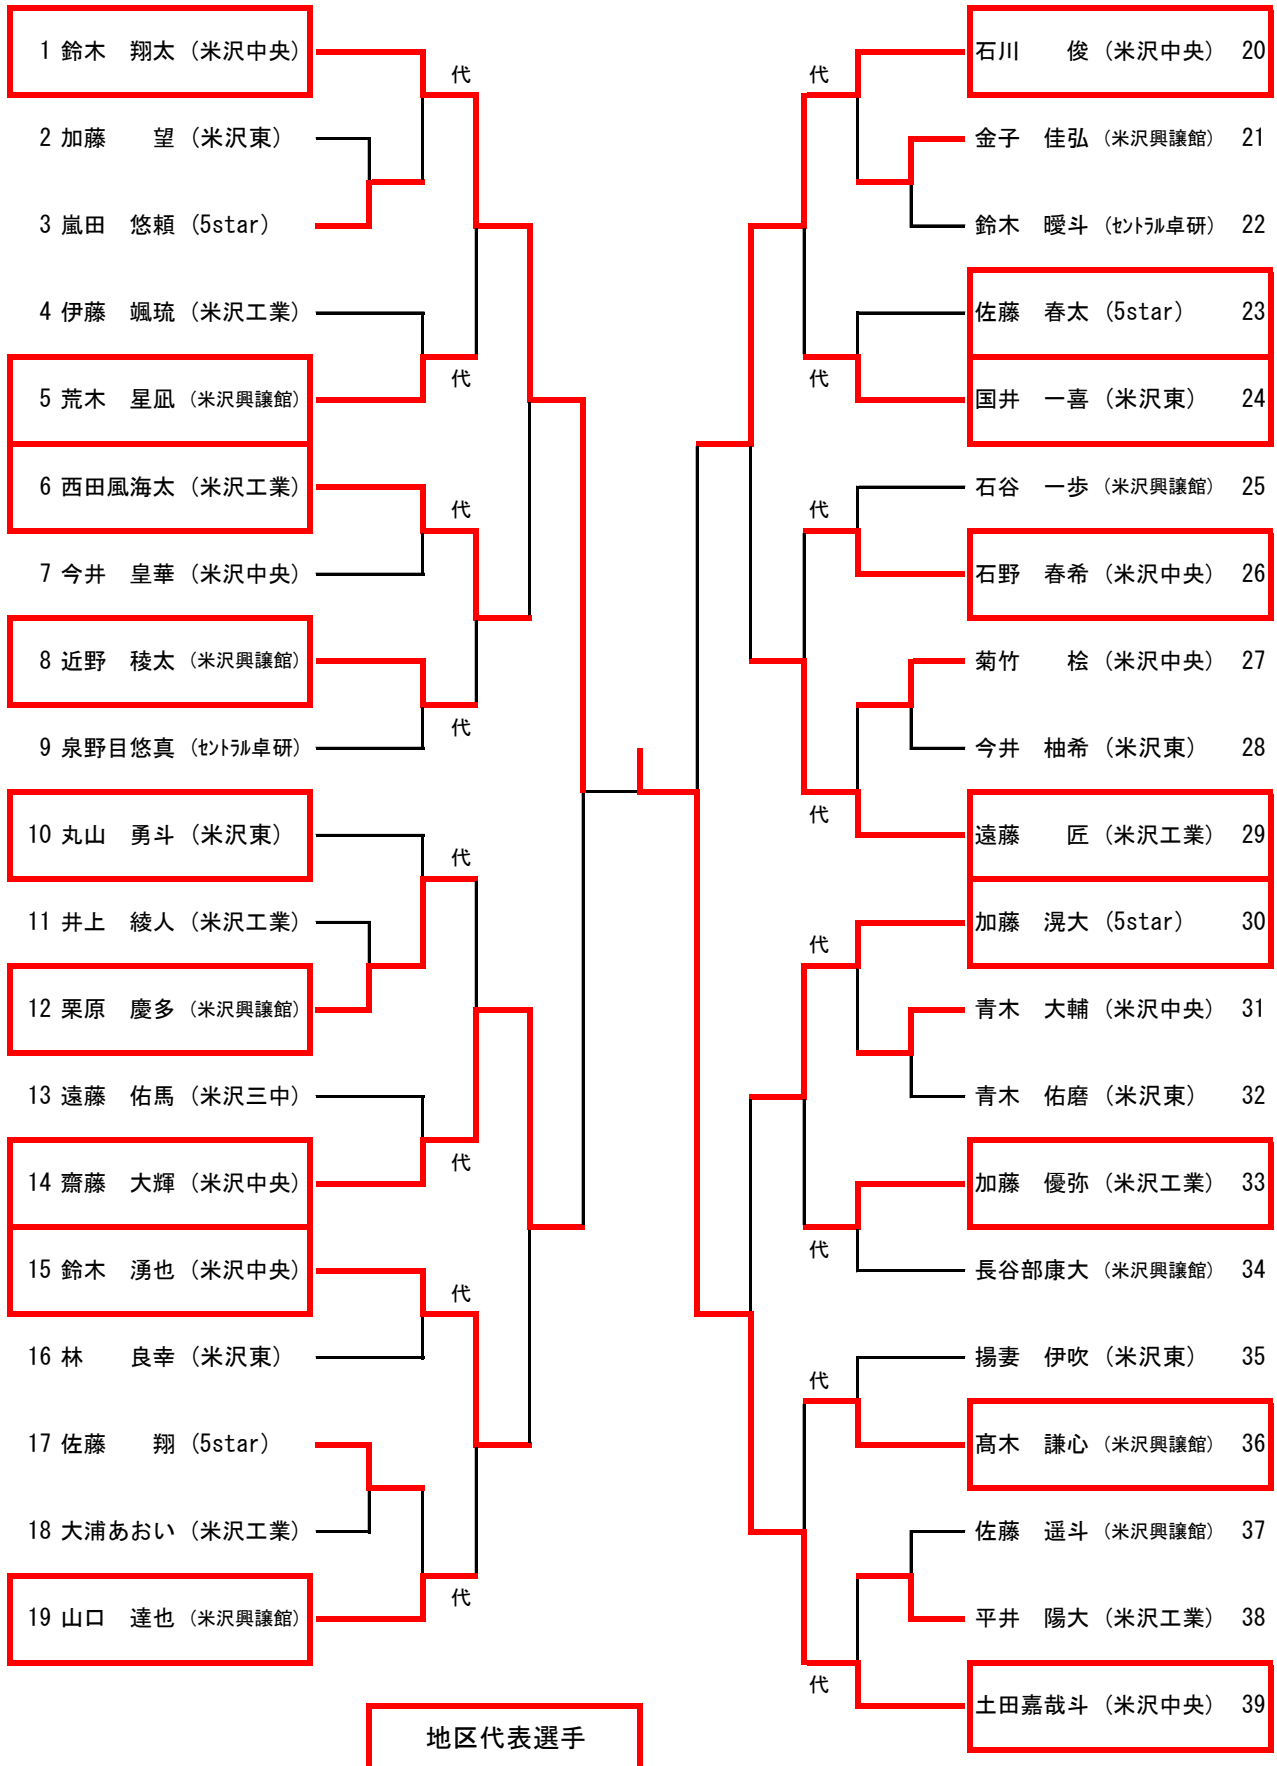 1 鈴木　翔太 (米沢中央)
代
2 加藤　　望 (米沢東)
3 嵐田　悠頼 (5star)
4 伊藤　颯琉 (米沢工業)
代
5 荒木　星凪 (米沢興譲館)
6 西田風海太 (米沢工業)
代
7 今井　皇華 (米沢中央)
8 近野　稜太 (米沢興譲館)
代
9 泉野目悠真 (ｾﾝﾄﾗﾙ卓研)
10 丸山　勇斗 (米沢東)
代
11 井上　綾人 (米沢工業)
12 栗原　慶多 (米沢興譲館)
13 遠藤　佑馬 (米沢三中)
代
14 齋藤　大輝 (米沢中央)
15 鈴木　湧也 (米沢中央)
代
16 林　　良幸 (米沢東)
17 佐藤　　翔 (5star)
18 大浦あおい (米沢工業)
代
19 山口　達也 (米沢興譲館)
石川　　俊 (米沢中央) 20
代
金子　佳弘 (米沢興譲館) 21
鈴木　曖斗 (ｾﾝﾄﾗﾙ卓研) 22
佐藤　春太 (5star) 23
代
国井　一喜 (米沢東) 24
石谷　一歩 (米沢興譲館) 25
代
石野　春希 (米沢中央) 26
菊竹　　桧 (米沢中央) 27
今井　柚希 (米沢東) 28
代
遠藤　　匠 (米沢工業) 29
加藤　滉大 (5star) 30
代
青木　大輔 (米沢中央) 31
青木　佑磨 (米沢東) 32
加藤　優弥 (米沢工業) 33
代
長谷部康大 (米沢興譲館) 34
揚妻　伊吹 (米沢東) 35
代
髙木　謙心 (米沢興譲館) 36
佐藤　遥斗 (米沢興譲館) 37
平井　陽大 (米沢工業) 38
代
土田嘉哉斗 (米沢中央) 39
地区代表選手